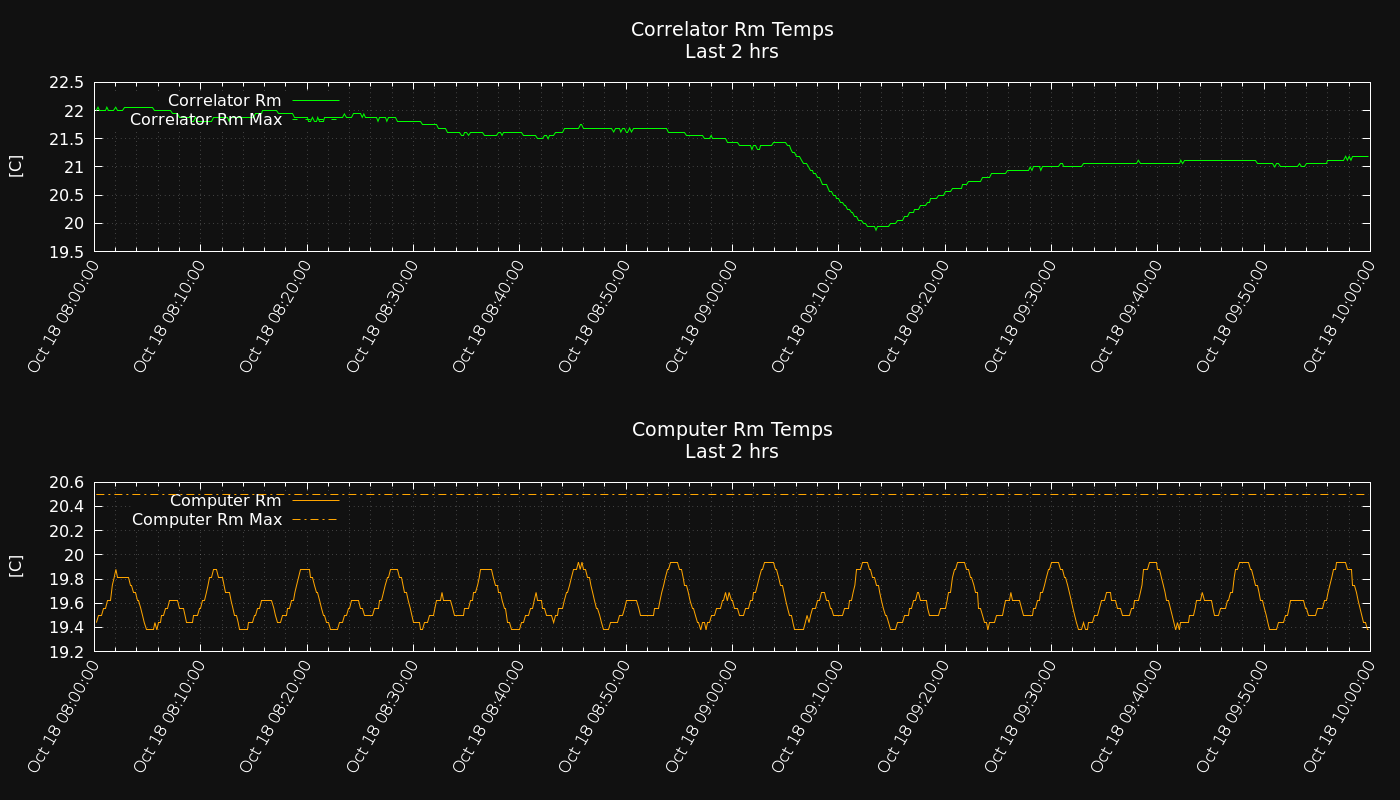 Correlator Rm Temps
Last 2 hrs
22.5
22
21.5
21
20.5
20
19.5
[C]
Correlator Rm
Correlator Rm Max
Oct 18 08:00:00
Oct 18 08:10:00
Oct 18 08:20:00
Oct 18 08:30:00
Oct 18 08:40:00
Oct 18 08:50:00
Oct 18 09:00:00
Oct 18 09:10:00
Oct 18 09:20:00
Oct 18 09:30:00
Oct 18 09:40:00
Oct 18 09:50:00
Oct 18 10:00:00
Computer Rm Temps
Last 2 hrs
20.6
20.4
20.2
20
19.8
19.6
19.4
19.2
[C]
Computer Rm
Computer Rm Max
Oct 18 08:00:00
Oct 18 08:10:00
Oct 18 08:20:00
Oct 18 08:30:00
Oct 18 08:40:00
Oct 18 08:50:00
Oct 18 09:00:00
Oct 18 09:10:00
Oct 18 09:20:00
Oct 18 09:30:00
Oct 18 09:40:00
Oct 18 09:50:00
Oct 18 10:00:00